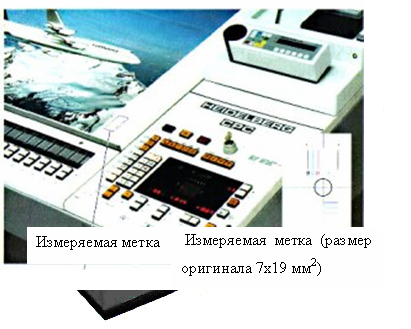 HEIDELBERG
CPC
Измеряемая метка
Измеряемая метка (размер
оригинала 7x19 мм²)